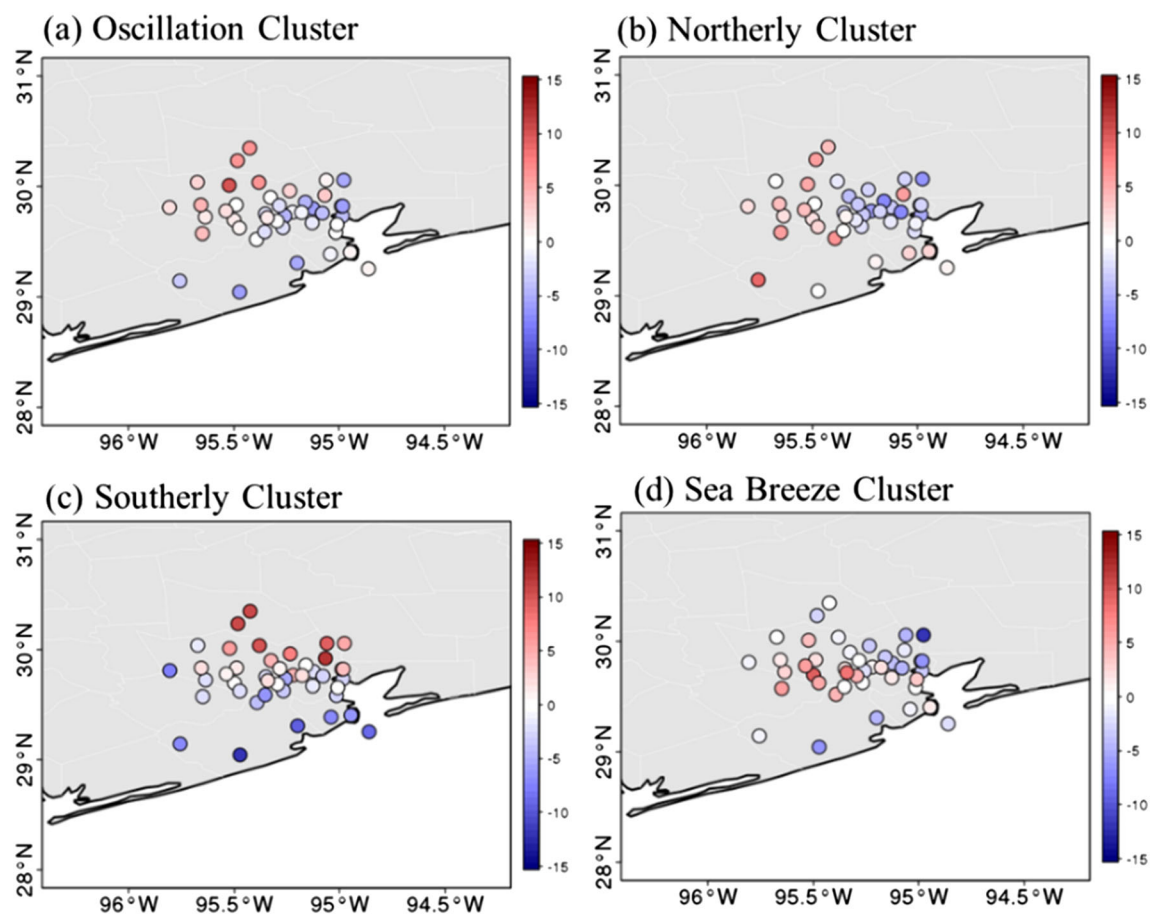 (a) Oscillation Cluster
31°N
30°N
29°N
28°N
96°W
95.5°W
95°W
94.5°W
15
10
5
0
-5
-10
-15
(b) Northerly Cluster
31°N
30°N
29°N
28°N
96°W
95.5°W
95°W
94.5°W
15
10
5
0
-5
-10
-15
(c) Southerly Cluster
31°N
30°N
29°N
28°N
96°W
95.5°W
95°W
94.5°W
15
10
5
0
-5
-10
-15
(d) Sea Breeze Cluster
31°N
30°N
29°N
28°N
96°W
95.5°W
95°W
94.5°W
15
10
5
0
-5
-10
-15